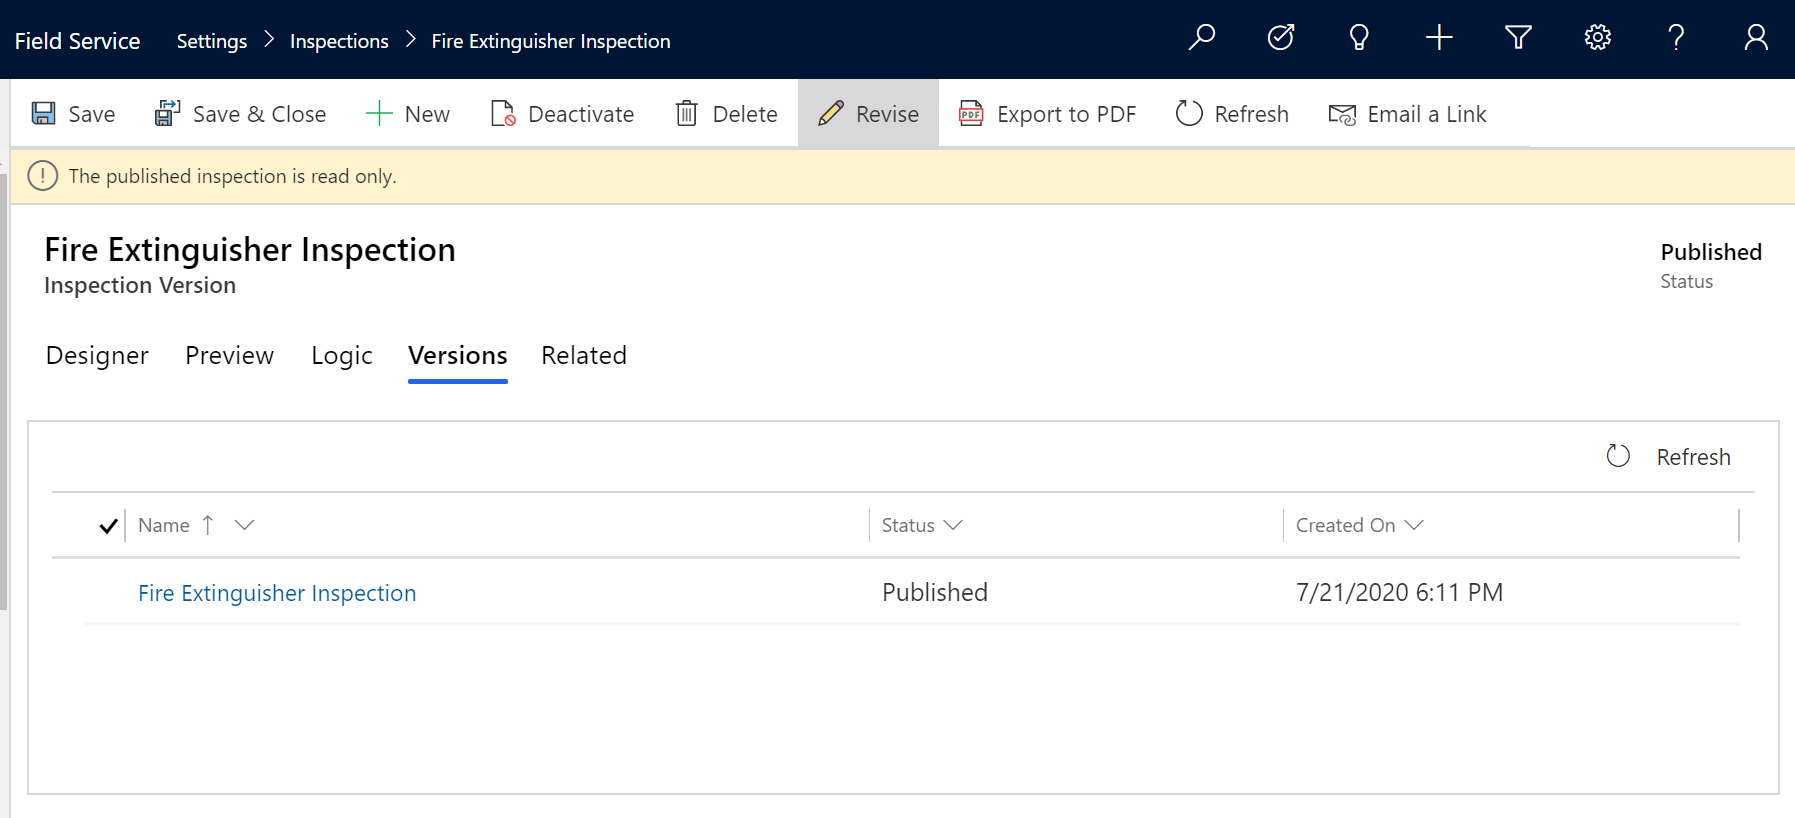 Field Service Settings Inspections Fire Extinguisher Inspection
Save Save & Close New Deactivate Delete Revise Export to PDF Refresh Email a Link
The published inspection is read only.
Fire Extinguisher Inspection
Inspection Version
Published
Status
Designer Preview Logic Versions Related
Refresh
Name Status Created On
Fire Extinguisher Inspection Published 7/21/2020 6:11 PM